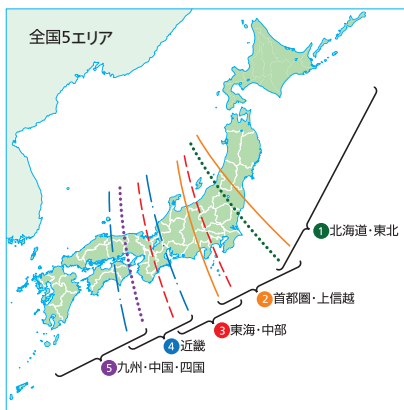 全国5エリア
1北海道・東北
2首都圏・上信越
3東海・中部
4近畿
5九州・中国・四国